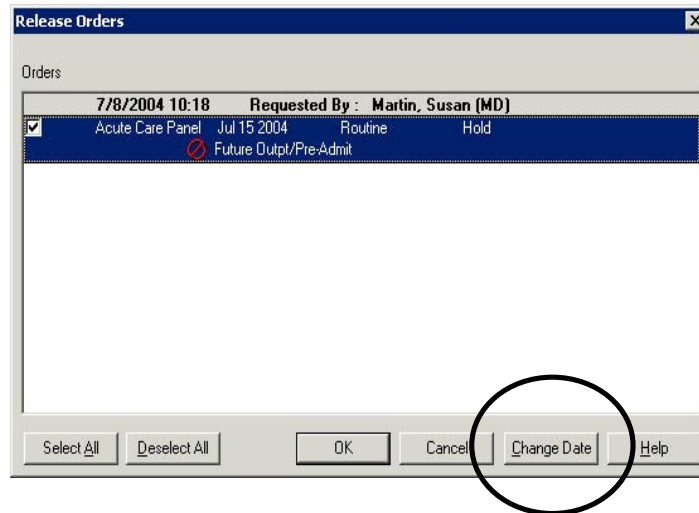 Release Orders
Orders
7/8/2004 10:18 Requested By : Martin, Susan (MD)
Acute Care Panel Jul 15 2004 Routine Hold
Future Outpt/Pre-Admit
Select All Deselect All OK Cancel Change Date Help